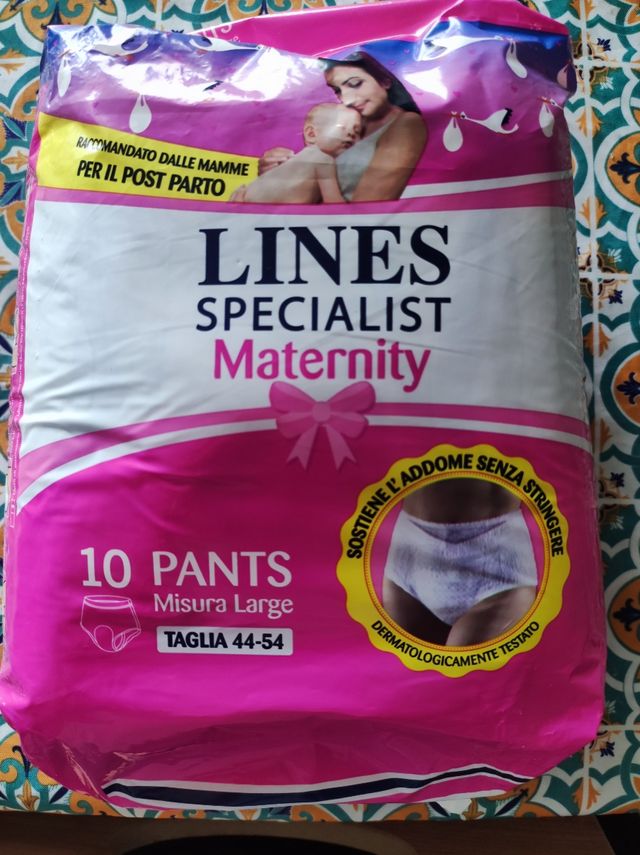 RACCOMANDATO DALLE MAMME
PER IL POST PARTO
LINES
SPECIALIST
Maternity
SOSTIENE L'ADDOME SENZA STRINGERE
DERMATOLOGICAMENTE TESTATO
10 PANTS
Misura Large
TAGLIA 44-54